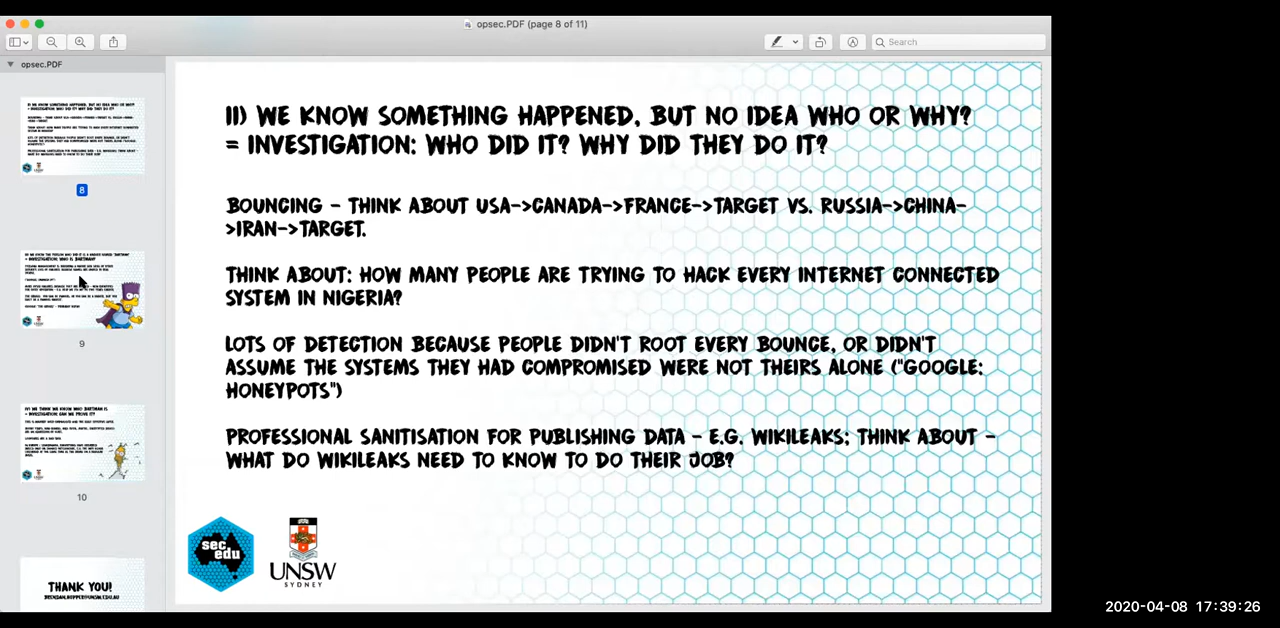 opsec.PDF (page 8 of 11)
Search
opsec.PDF
8
9
10
THANK YOU!
II) WE KNOW SOMETHING HAPPENED, BUT NO IDEA WHO OR WHY?
= INVESTIGATION: WHO DID IT? WHY DID THEY DO IT?
BOUNCING - THINK ABOUT USA->CANADA->FRANCE->TARGET VS. RUSSIA->CHINA-
>IRAN->TARGET.
THINK ABOUT: HOW MANY PEOPLE ARE TRYING TO HACK EVERY INTERNET CONNECTED
SYSTEM IN NIGERIA?
LOTS OF DETECTION BECAUSE PEOPLE DIDN'T ROOT EVERY BOUNCE, OR DIDN'T
ASSUME THE SYSTEMS THEY HAD COMPROMISED WERE NOT THEIRS ALONE ("GOOGLE:
HONEYPOTS")
PROFESSIONAL SANITISATION FOR PUBLISHING DATA - E.G. WIKILEAKS; THINK ABOUT -
WHAT DO WIKILEAKS NEED TO KNOW TO DO THEIR JOB?
sec.
edu
UNSW
SYDNEY
2020-04-08 17:39:26